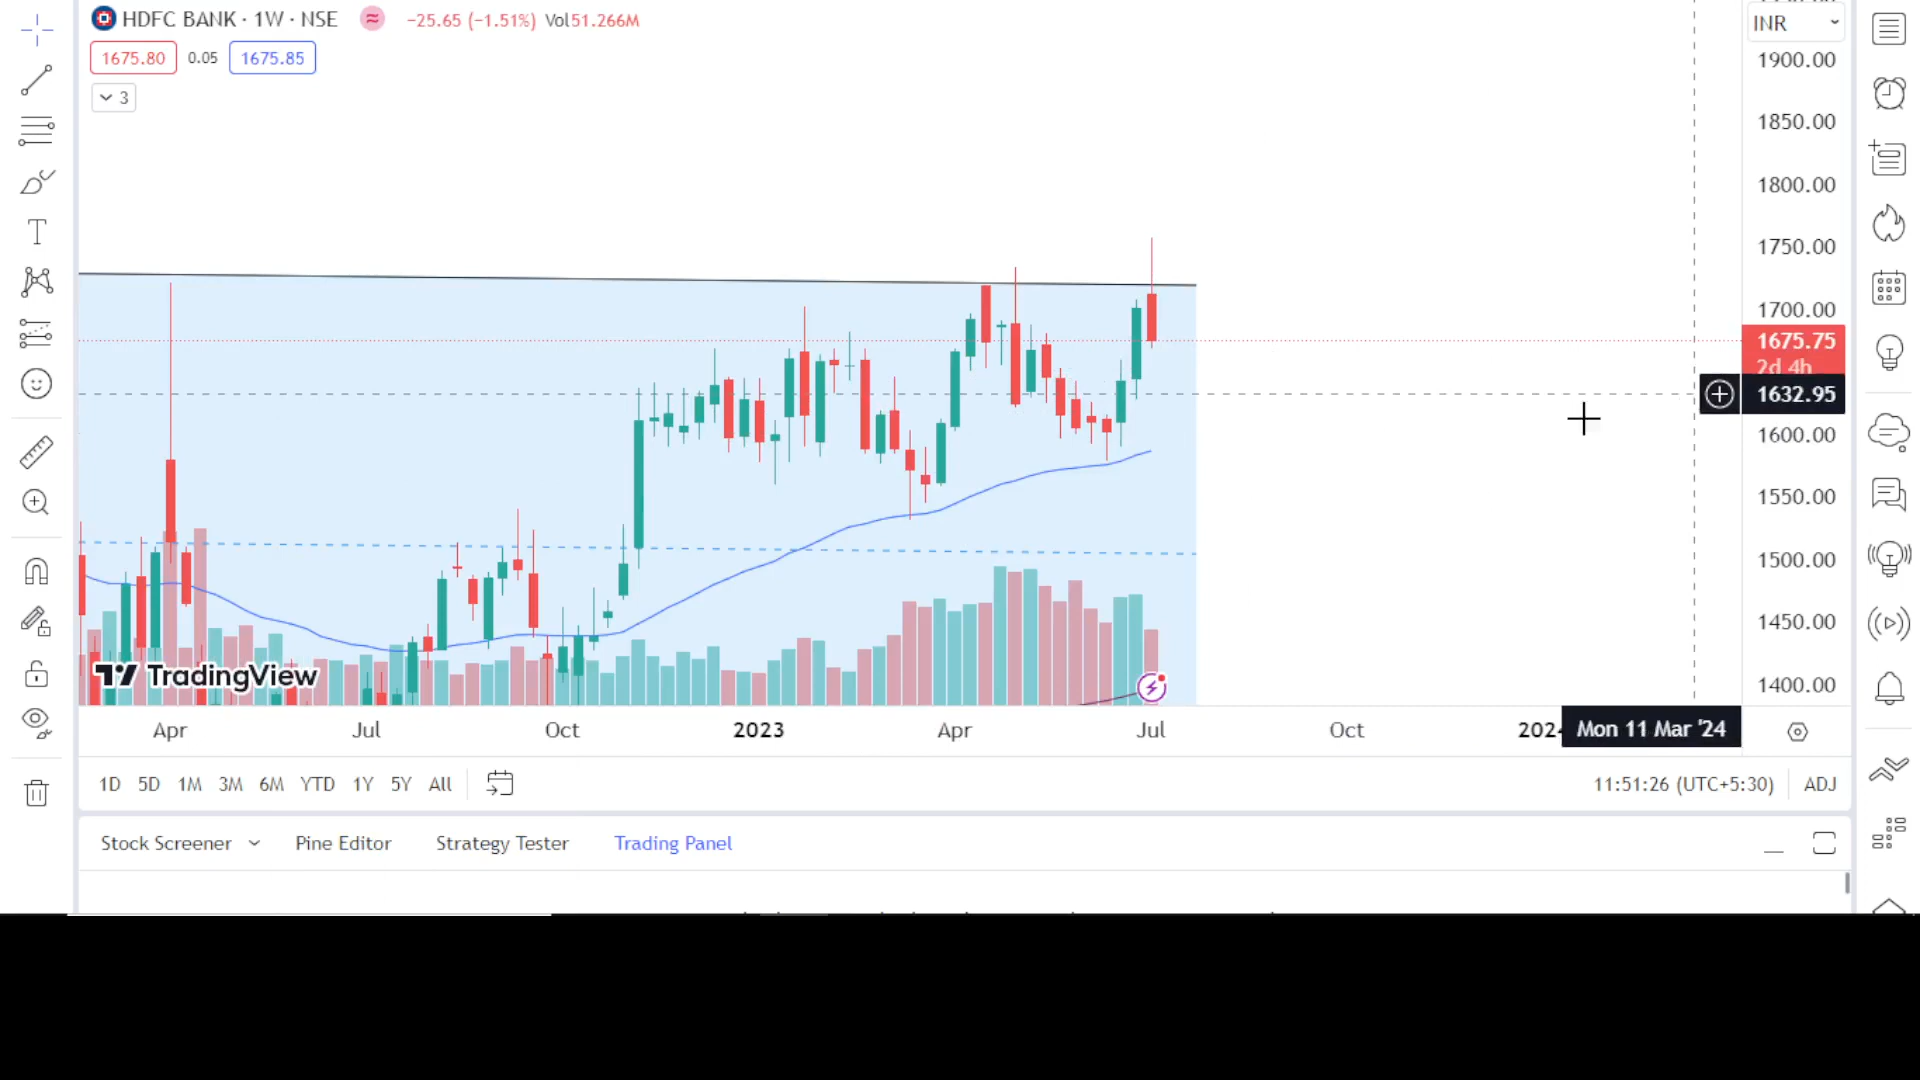 HDFC BANK · 1W · NSE ≈ −25.65 (−1.51%) Vol51.266M
1675.80 0.05 1675.85
3
INR
1900.00
1850.00
1800.00
1750.00
1700.00
1675.75
2d 4h
1632.95
1600.00
1550.00
1500.00
1450.00
1400.00
TradingView
Apr Jul Oct 2023 Apr Jul Oct 2024 Mon 11 Mar '24
1D 5D 1M 3M 6M YTD 1Y 5Y All 11:51:26 (UTC+5:30) ADJ
Stock Screener Pine Editor Strategy Tester Trading Panel